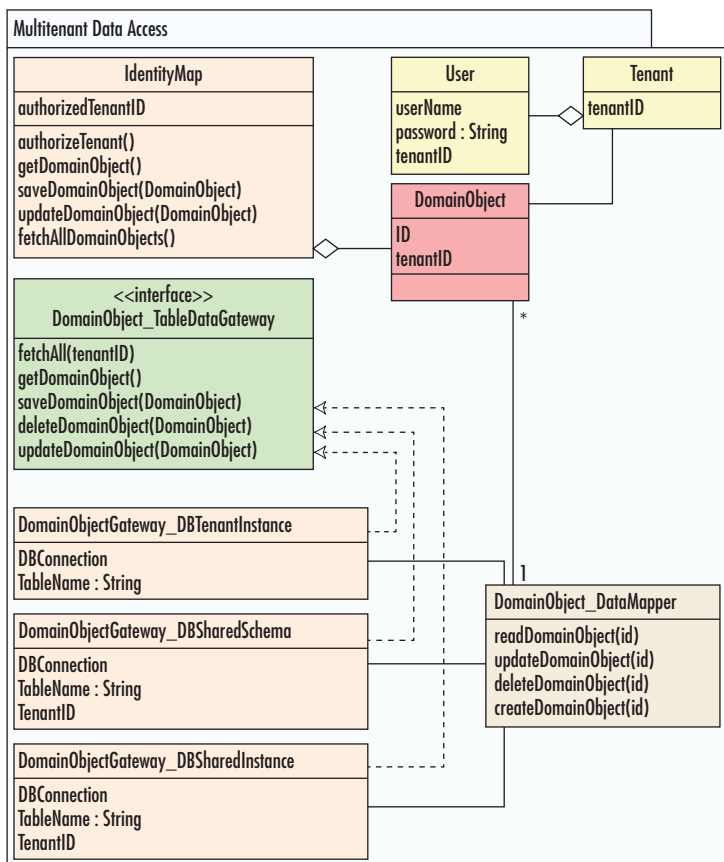 Multitenant Data Access
IdentityMap
authorizedTenantID
authorizeTenant()
getDomainObject()
saveDomainObject(DomainObject)
updateDomainObject(DomainObject)
fetchAllDomainObjects()
User
userName
password : String
tenantID
Tenant
tenantID
DomainObject
ID
tenantID
*
<<interface>>
DomainObject_TableDataGateway
fetchAll(tenantID)
getDomainObject()
saveDomainObject(DomainObject)
deleteDomainObject(DomainObject)
updateDomainObject(DomainObject)
DomainObjectGateway_DBTenantInstance
DBConnection
TableName : String
1
DomainObject_DataMapper
readDomainObject(id)
updateDomainObject(id)
deleteDomainObject(id)
createDomainObject(id)
DomainObjectGateway_DBSharedSchema
DBConnection
TableName : String
TenantID
DomainObjectGateway_DBSharedInstance
DBConnection
TableName : String
TenantID